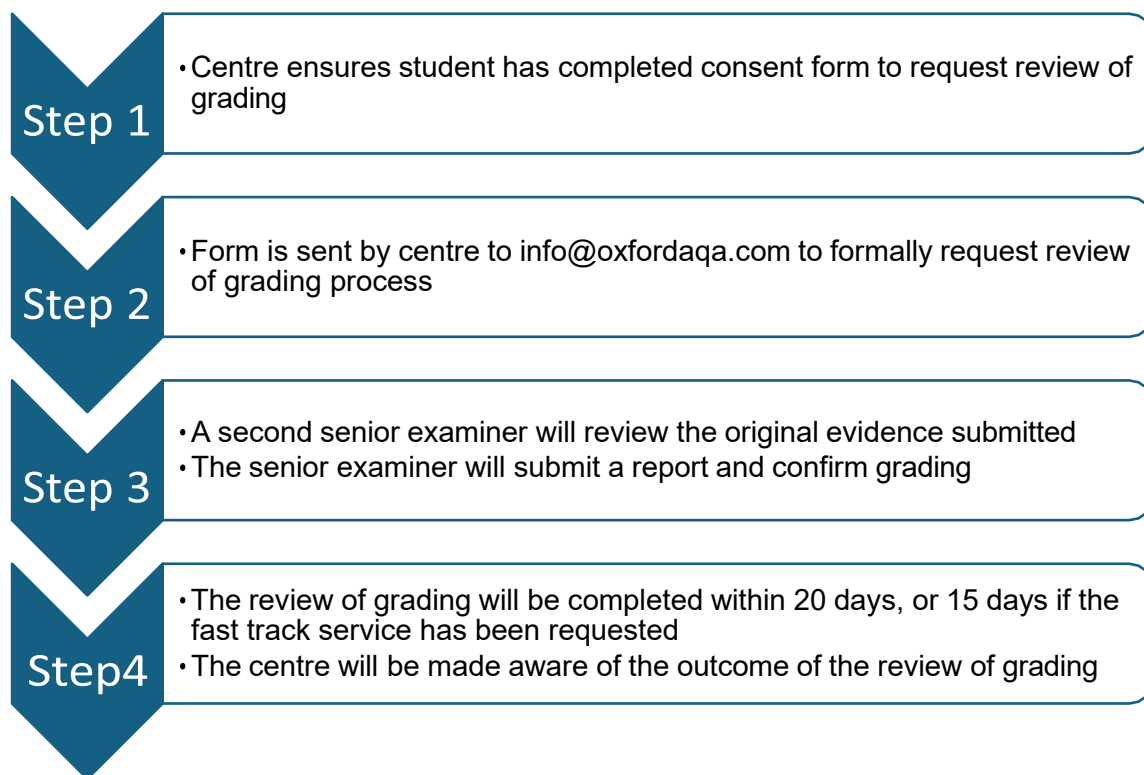 Step 1
•Centre ensures student has completed consent form to request review of
grading
Step 2
•Form is sent by centre to info@oxfordaqa.com to formally request review
of grading process
Step 3
•A second senior examiner will review the original evidence submitted
•The senior examiner will submit a report and confirm grading
Step4
•The review of grading will be completed within 20 days, or 15 days if the
fast track service has been requested
•The centre will be made aware of the outcome of the review of grading